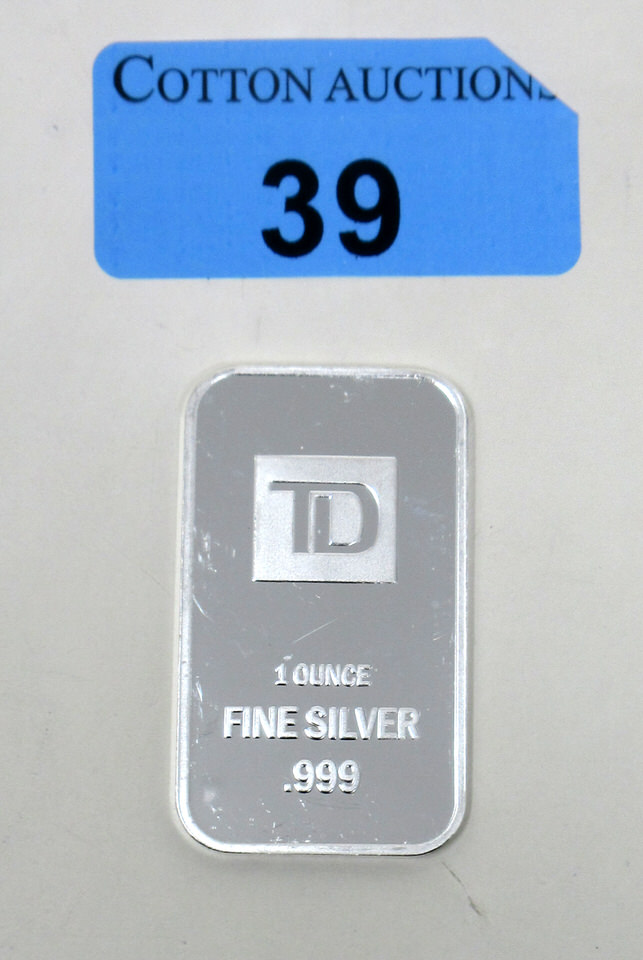 COTTON AUCTIONS
39
TD
1 OUNCE
FINE SILVER
.999